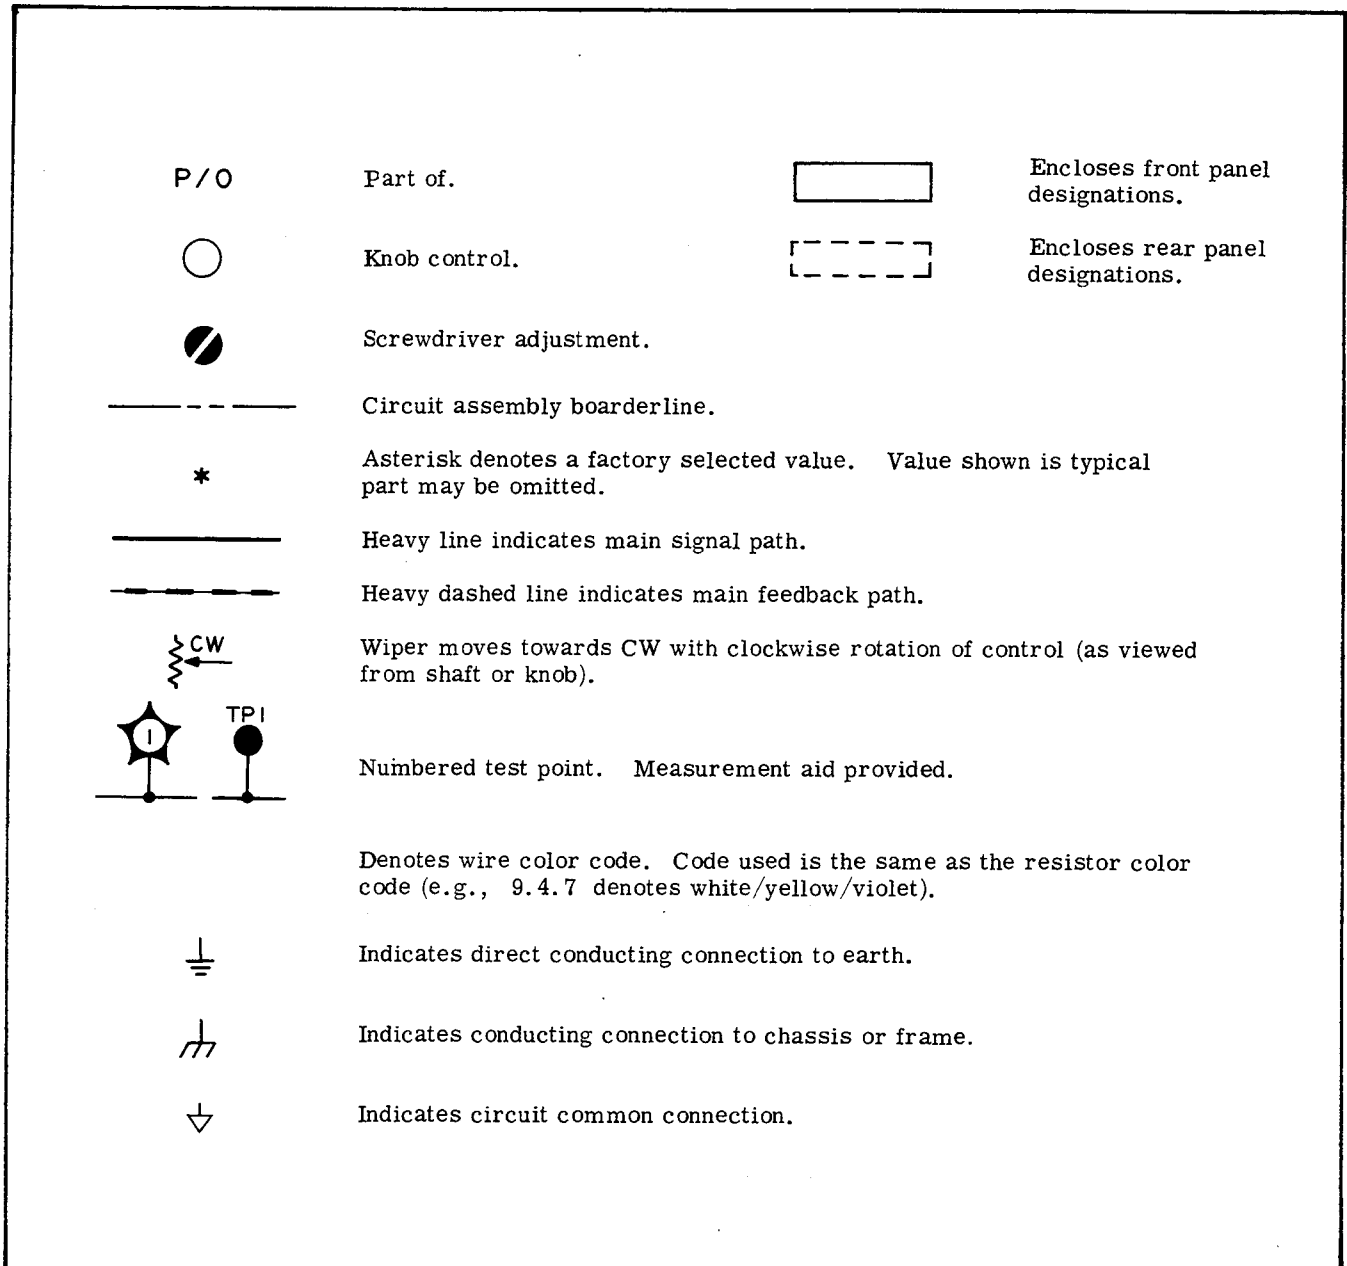 P/O Part of.
Encloses front panel
designations.
Knob control.
Encloses rear panel
designations.
Screwdriver adjustment.
Circuit assembly boarderline.
* Asterisk denotes a factory selected value. Value shown is typical
part may be omitted.
Heavy line indicates main signal path.
Heavy dashed line indicates main feedback path.
CW
Wiper moves towards CW with clockwise rotation of control (as viewed
from shaft or knob).
1 TP1
Numbered test point. Measurement aid provided.
Denotes wire color code. Code used is the same as the resistor color
code (e.g., 9.4.7 denotes white/yellow/violet).
Indicates direct conducting connection to earth.
Indicates conducting connection to chassis or frame.
Indicates circuit common connection.